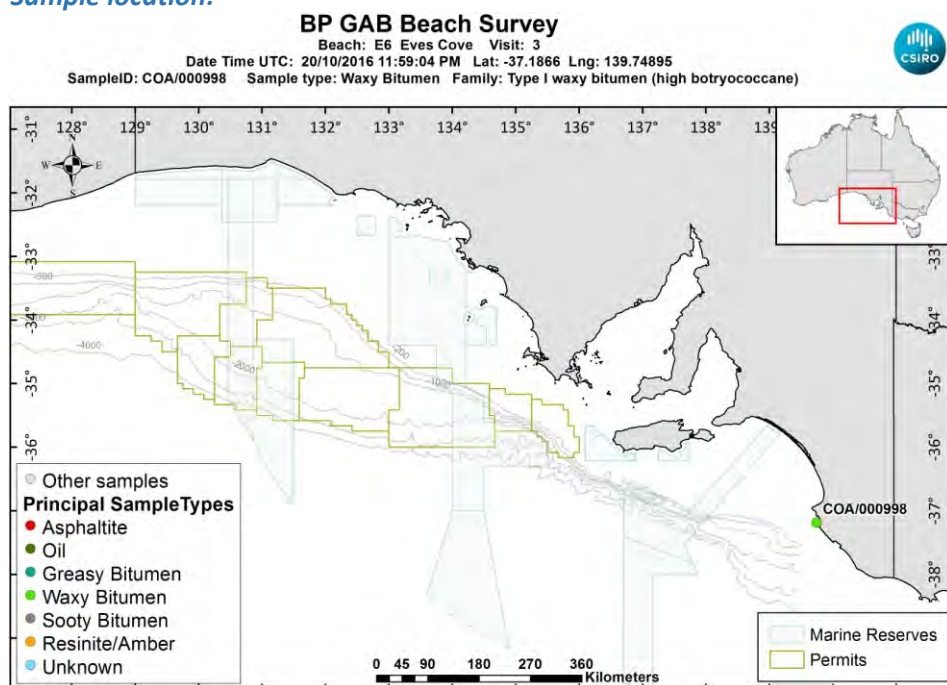 Sample location:
BP GAB Beach Survey
Beach: E6 Eves Cove Visit: 3
Date Time UTC: 20/10/2016 11:59:04 PM Lat: -37.1866 Lng: 139.74895
SampleID: COA/000998 Sample type: Waxy Bitumen Family: Type I waxy bitumen (high botryococcane)
CSIRO
128° 129° 130° 131° 132° 133° 134° 135° 136° 137° 138° 139
-31°
-32°
-33°
-34°
-35°
-36°
-37°
-38°
N
W E
S
-34°
-35°
-36°
-37°
-38°
-4000
-2000
-200
-1000
COA/000998
Other samples
Principal SampleTypes
Asphaltite
Oil
Greasy Bitumen
Waxy Bitumen
Sooty Bitumen
Resinite/Amber
Unknown
0 45 90 180 270 360
Kilometers
Marine Reserves
Permits